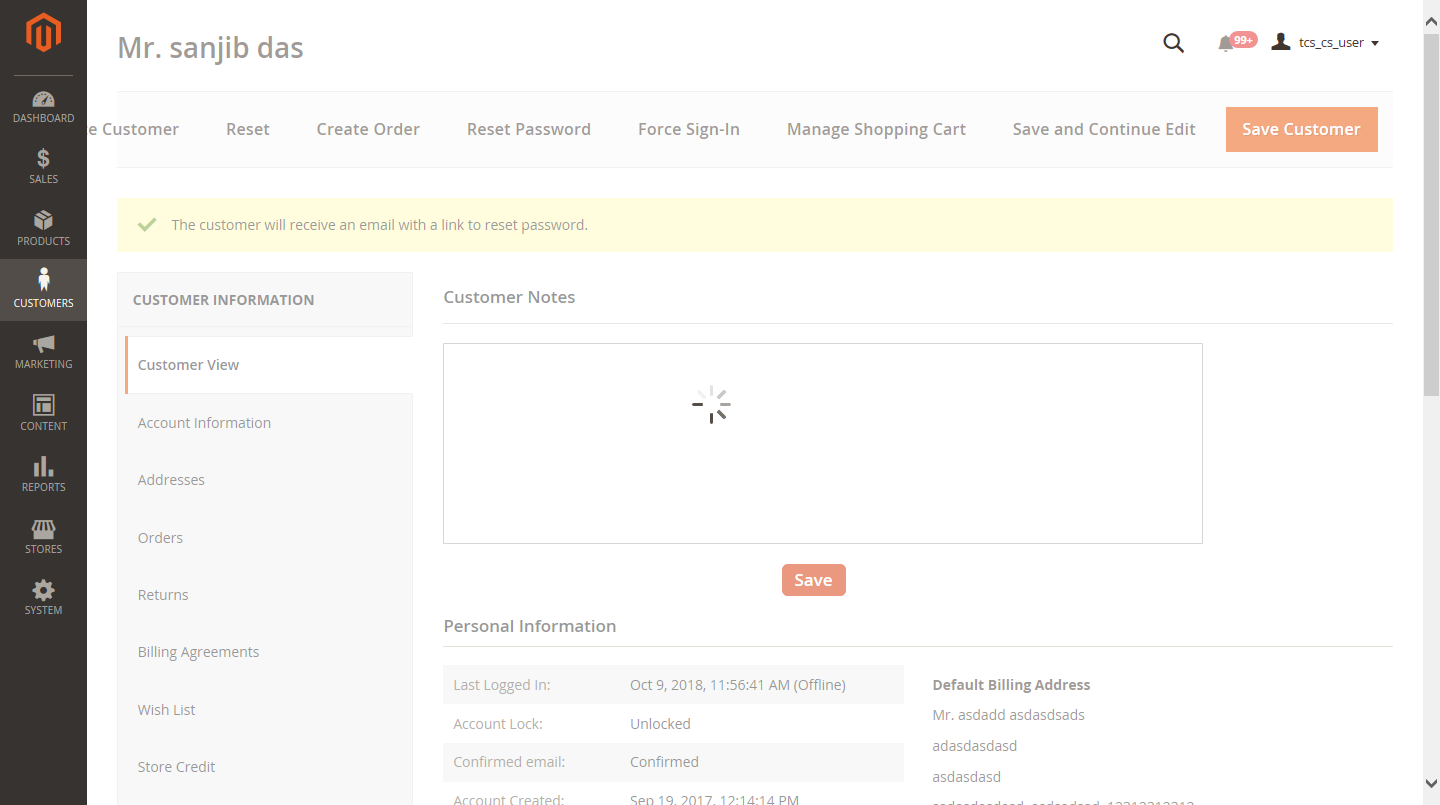 Mr. sanjib das
99+
tcs_cs_user
e Customer Reset Create Order Reset Password Force Sign-In Manage Shopping Cart Save and Continue Edit Save Customer
The customer will receive an email with a link to reset password.
DASHBOARD
SALES
PRODUCTS
CUSTOMERS
MARKETING
CONTENT
REPORTS
STORES
SYSTEM
CUSTOMER INFORMATION
Customer View
Account Information
Addresses
Orders
Returns
Billing Agreements
Wish List
Store Credit
Customer Notes
Save
Personal Information
Last Logged In: Oct 9, 2018, 11:56:41 AM (Offline)
Account Lock: Unlocked
Confirmed email: Confirmed
Account Created: Sep 19, 2017, 12:14:14 PM
Default Billing Address
Mr. asdadd asdasdsads
adasdasdasd
asdasdasd